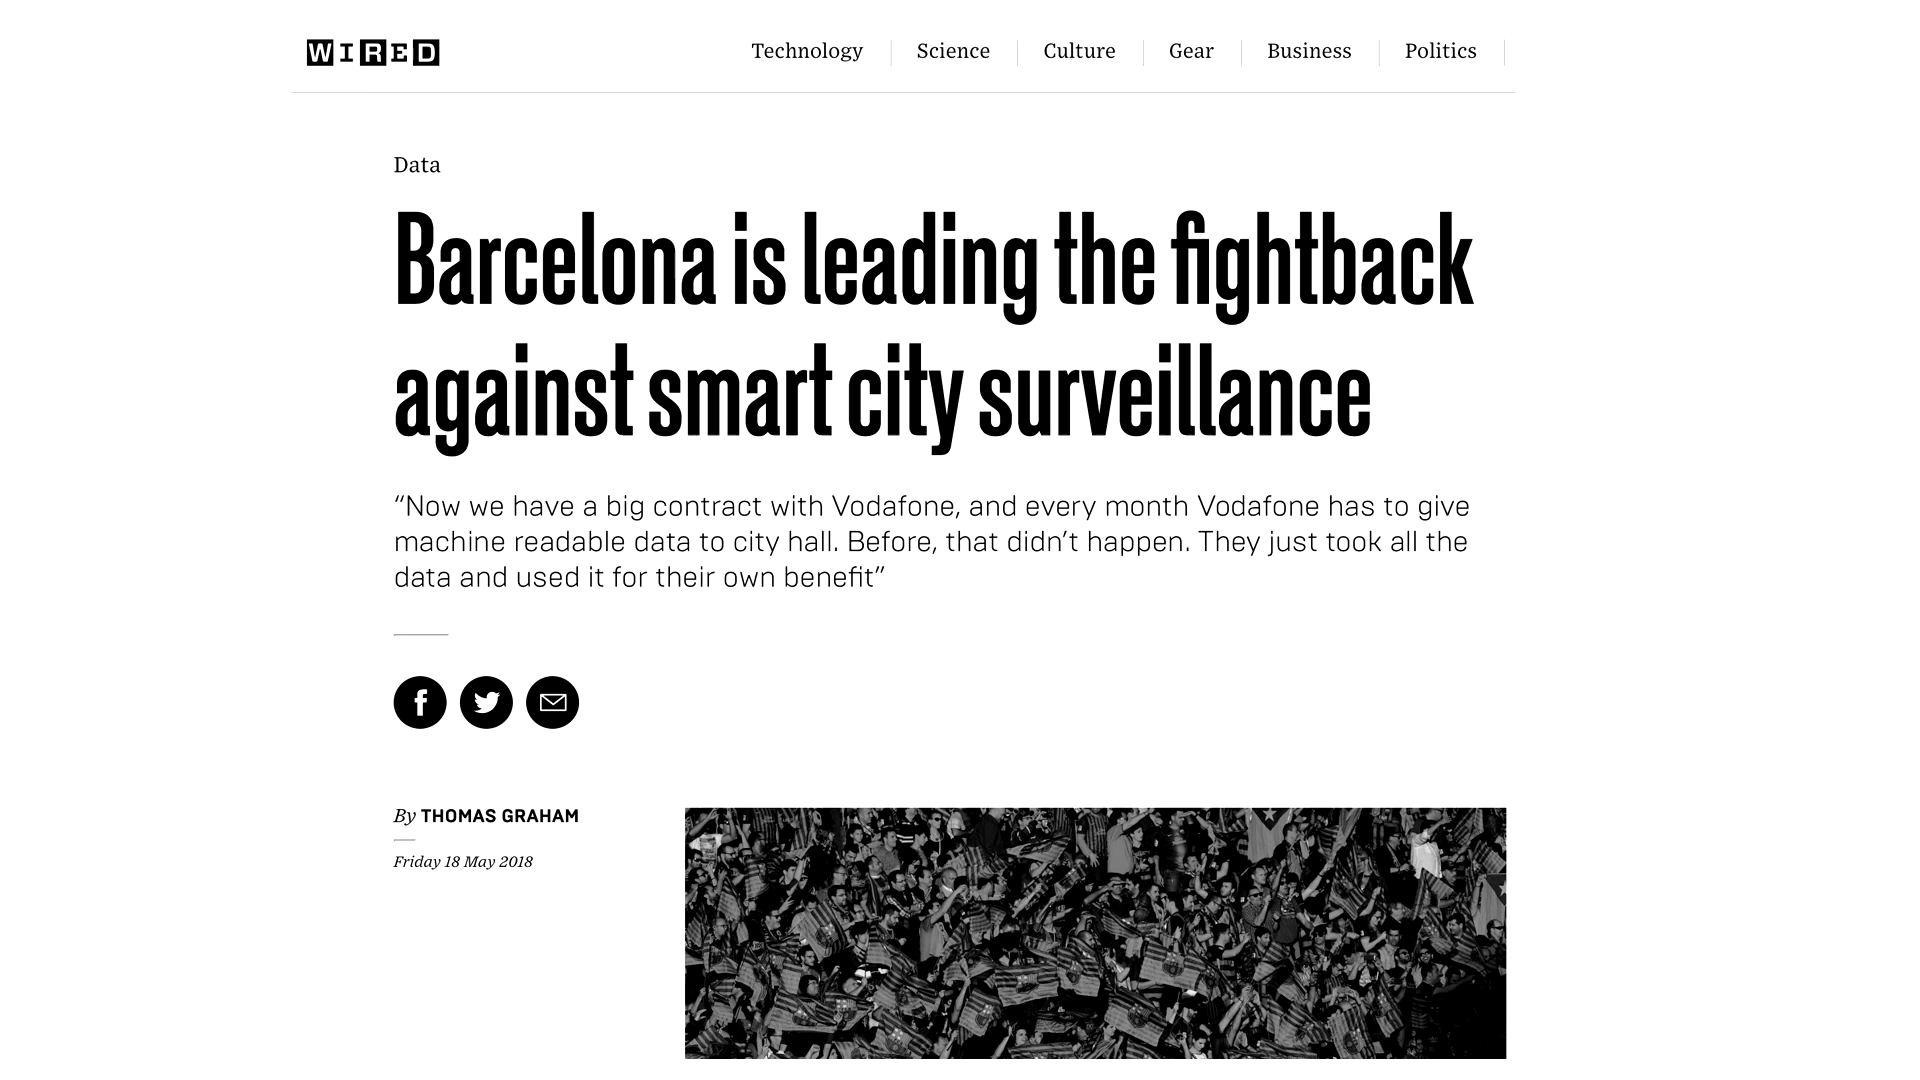 WIRED
Technology
Science
Culture
Gear
Business
Politics
Data
Barcelona is leading the fightback
against smart city surveillance
“Now we have a big contract with Vodafone, and every month Vodafone has to give
machine readable data to city hall. Before, that didn’t happen. They just took all the
data and used it for their own benefit”
By THOMAS GRAHAM
Friday 18 May 2018